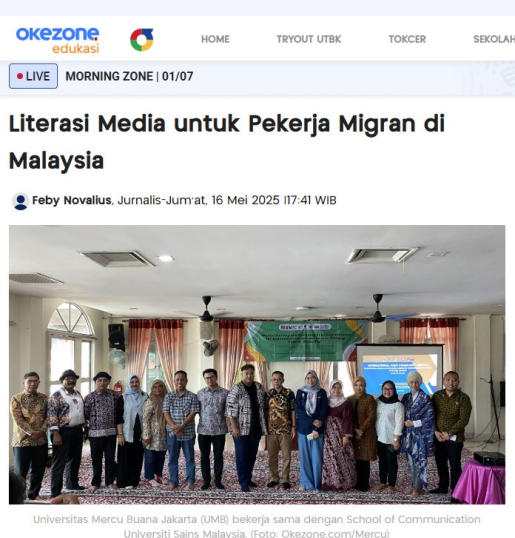 okezone
edukasi
HOME TRYOUT UTBK TOKCER SEKOLAH
LIVE MORNING ZONE | 01/07
Literasi Media untuk Pekerja Migran di
Malaysia
Feby Novalius, Jurnalis-Jum'at, 16 Mei 2025 |17:41 WIB
Universitas Mercu Buana Jakarta (UMB) bekerja sama dengan School of Communication
Universiti Sains Malaysia. (Foto: Okezone.com/Mercu)